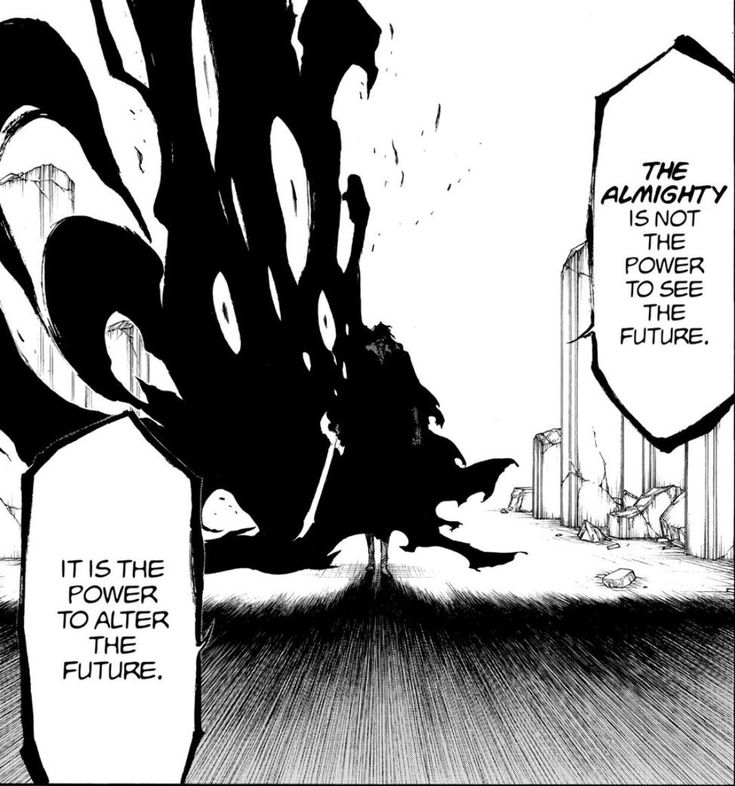 THE
ALMIGHTY
IS NOT
THE
POWER
TO SEE
THE
FUTURE.
IT IS THE
POWER
TO ALTER
THE
FUTURE.